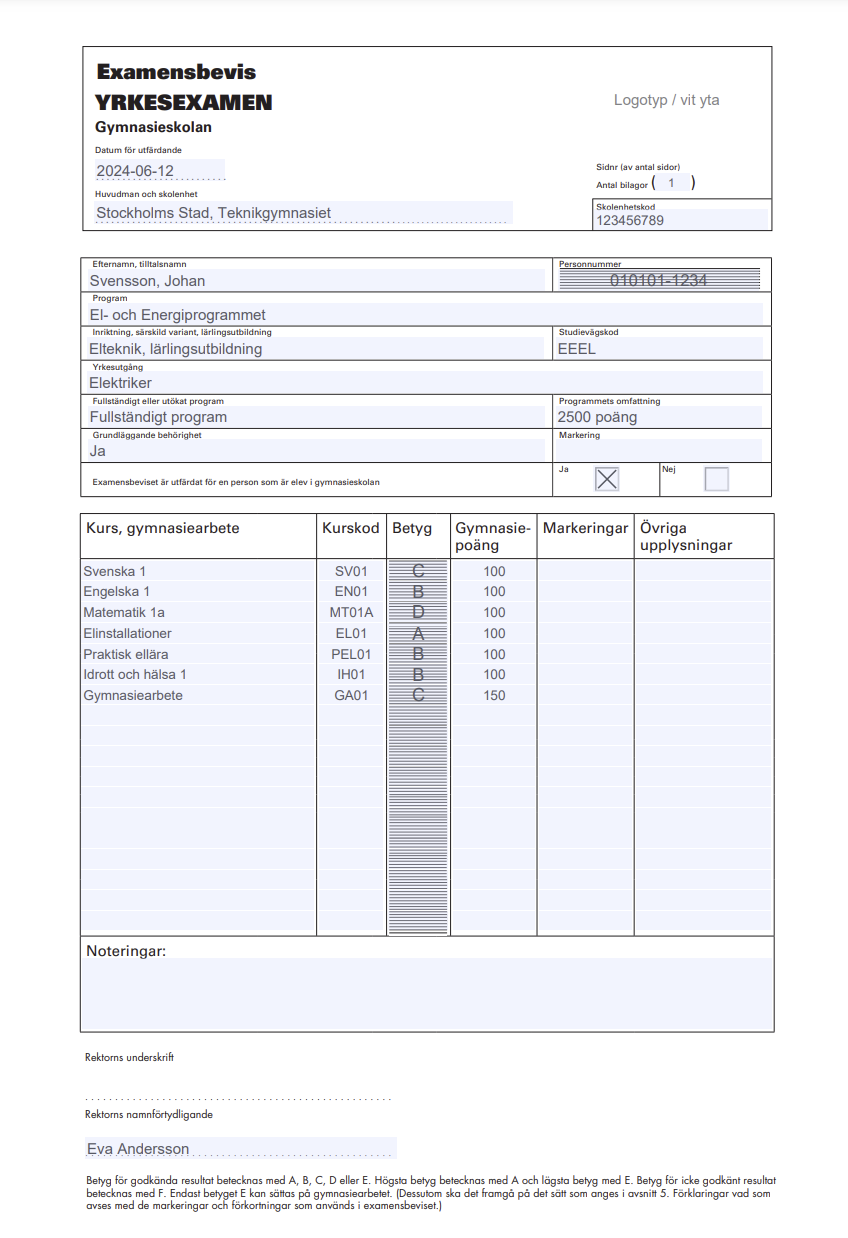 Examensbevis
YRKESEXAMEN
Logotyp / vit yta
Gymnasieskolan
Datum för utfärdande
2024-06-12
Sidnr (av antal sidor)
Antal bilagor ( 1 )
Huvudman och skolenhet
Stockholms Stad, Teknikgymnasiet
Skolenhetskod
123456789
Efternamn, tilltalsnamn Personnummer
Svensson, Johan 010101-1234
Program
El- och Energiprogrammet
Inriktning, särskild variant, lärlingsutbildning Studievägskod
Elteknik, lärlingsutbildning EEEL
Yrkesutgång
Elektriker
Fullständigt eller utökat program Programmets omfattning
Fullständigt program 2500 poäng
Grundläggande behörighet Markering
Ja
Examensbeviset är utfärdat för en person som är elev i gymnasieskolan Ja Nej
Kurs, gymnasiearbete Kurskod Betyg Gymnasie-poäng Markeringar Övriga upplysningar
Svenska 1 SV01 C 100
Engelska 1 EN01 B 100
Matematik 1a MT01A D 100
Elinstallationer EL01 A 100
Praktisk ellära PEL01 B 100
Idrott och hälsa 1 IH01 B 100
Gymnasiearbete GA01 C 150
Noteringar:
Rektorns underskrift
Rektorns namnförtydligande
Eva Andersson
Betyg för godkända resultat betecknas med A, B, C, D eller E. Högsta betyg betecknas med A och lägsta betyg med E. Betyg för icke godkänt resultat
betecknas med F. Endast betyget E kan sättas på gymnasiearbetet. (Dessutom ska det framgå på det sätt som anges i avsnitt 5. Förklaringar vad som
avses med de markeringar och förkortningar som används i examensbeviset.)